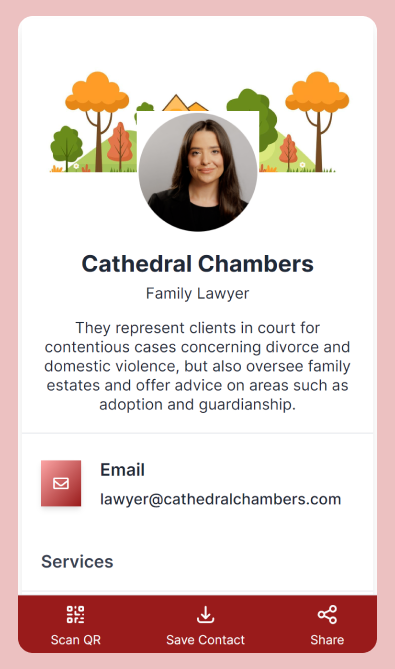 Cathedral Chambers
Family Lawyer
They represent clients in court for
contentious cases concerning divorce and
domestic violence, but also oversee family
estates and offer advice on areas such as
adoption and guardianship.
Email
lawyer@cathedralchambers.com
Services
Scan QR Save Contact Share